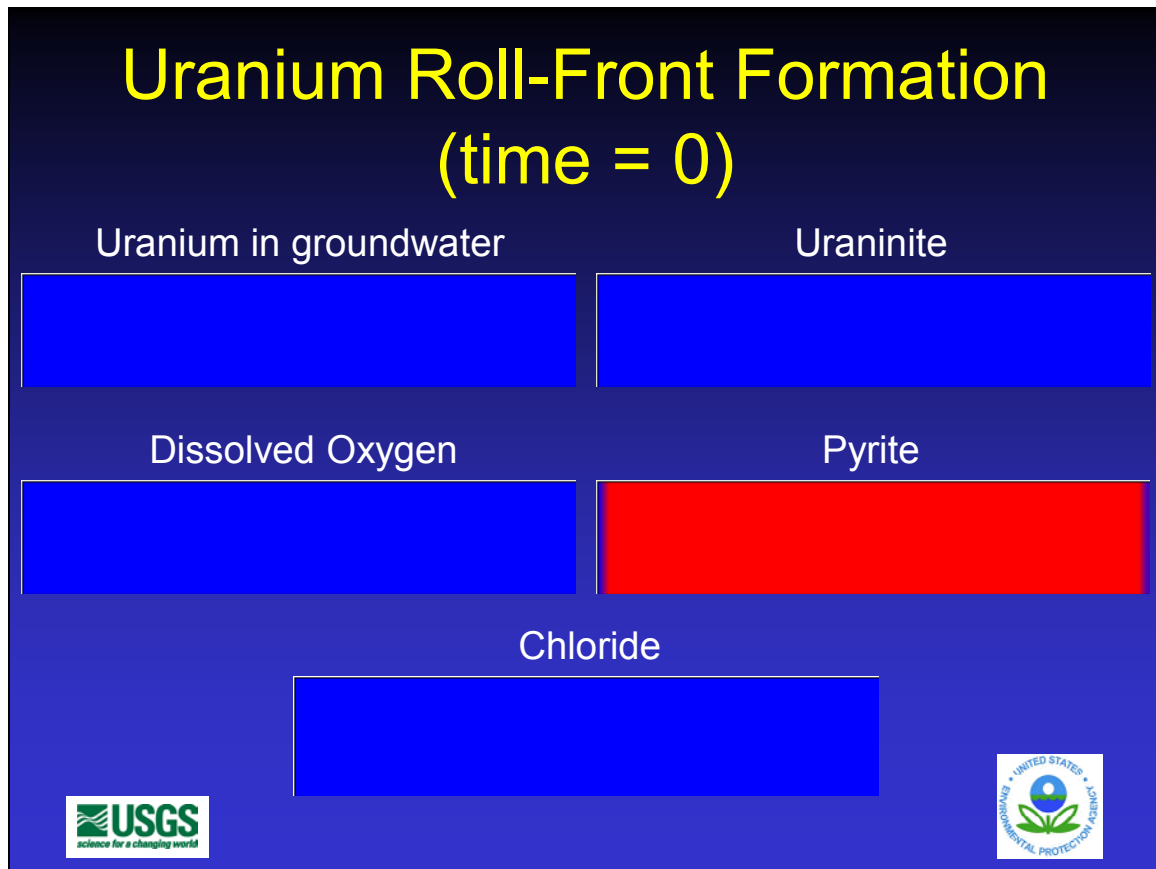 Uranium Roll-Front Formation
(time = 0)
Uranium in groundwater
Uraninite
Dissolved Oxygen
Pyrite
Chloride
USGS
science for a changing world
UNITED STATES
ENVIRONMENTAL PROTECTION AGENCY